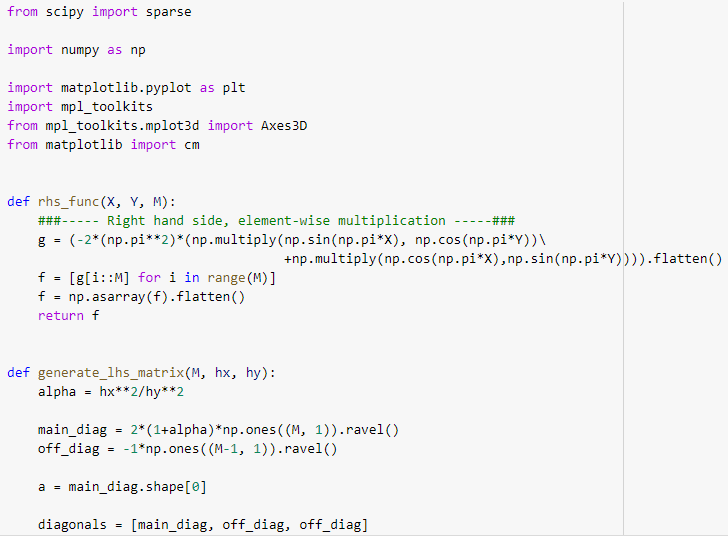 from scipy import sparse
import numpy as np
import matplotlib.pyplot as plt
import mpl_toolkits
from mpl_toolkits.mplot3d import Axes3D
from matplotlib import cm
def rhs_func(X, Y, M):
    ###----- Right hand side, element-wise multiplication -----###
    g = (-2*(np.pi**2)*(np.multiply(np.sin(np.pi*X), np.cos(np.pi*Y))\
                                    +np.multiply(np.cos(np.pi*X),np.sin(np.pi*Y)))).flatten()
    f = [g[i::M] for i in range(M)]
    f = np.asarray(f).flatten()
    return f
def generate_lhs_matrix(M, hx, hy):
    alpha = hx**2/hy**2
    main_diag = 2*(1+alpha)*np.ones((M, 1)).ravel()
    off_diag = -1*np.ones((M-1, 1)).ravel()
    a = main_diag.shape[0]
    diagonals = [main_diag, off_diag, off_diag]